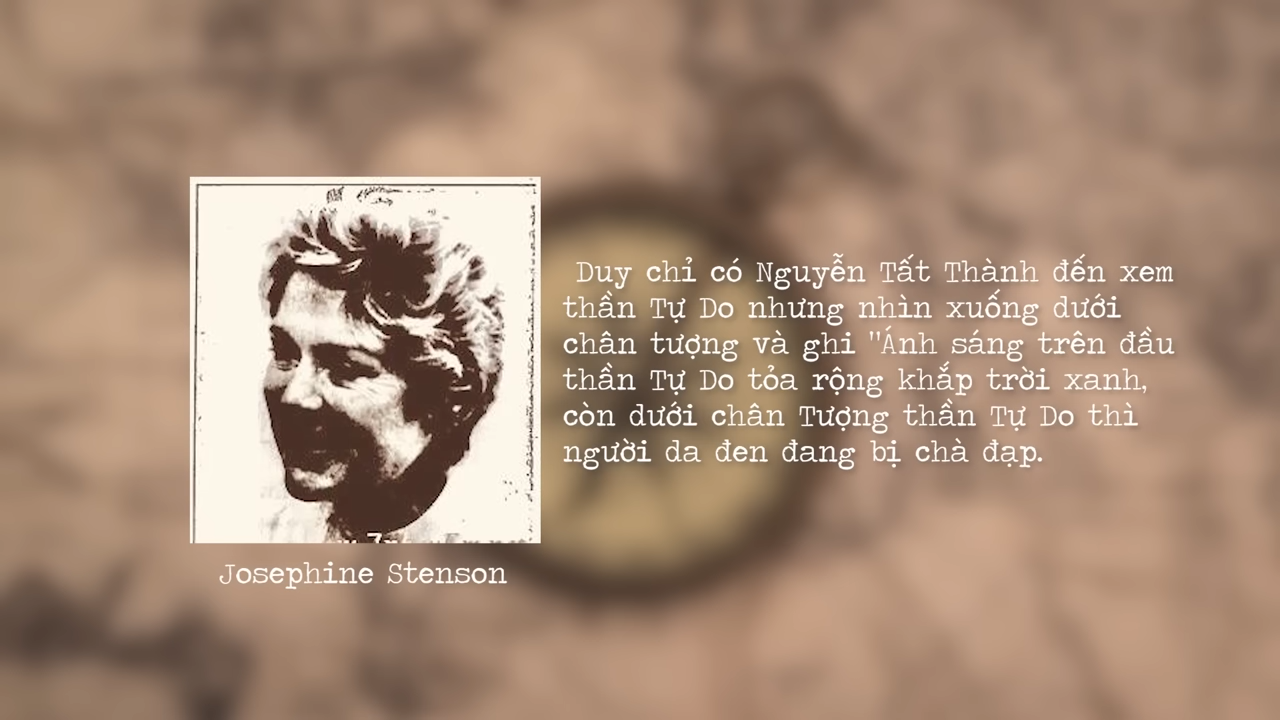 Duy chỉ có Nguyễn Tất Thành đến xem
thần Tự Do nhưng nhìn xuống dưới
chân tượng và ghi "Ánh sáng trên đầu
thần Tự Do tỏa rộng khắp trời xanh,
còn dưới chân Tượng thần Tự Do thì
người da đen đang bị chà đạp.
Josephine Stenson